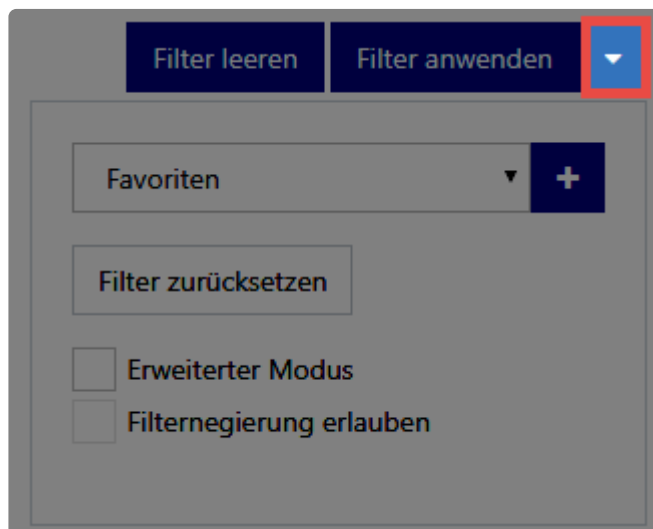 Filter leeren Filter anwenden
Favoriten
Filter zurücksetzen
Erweiterter Modus
Filternegierung erlauben